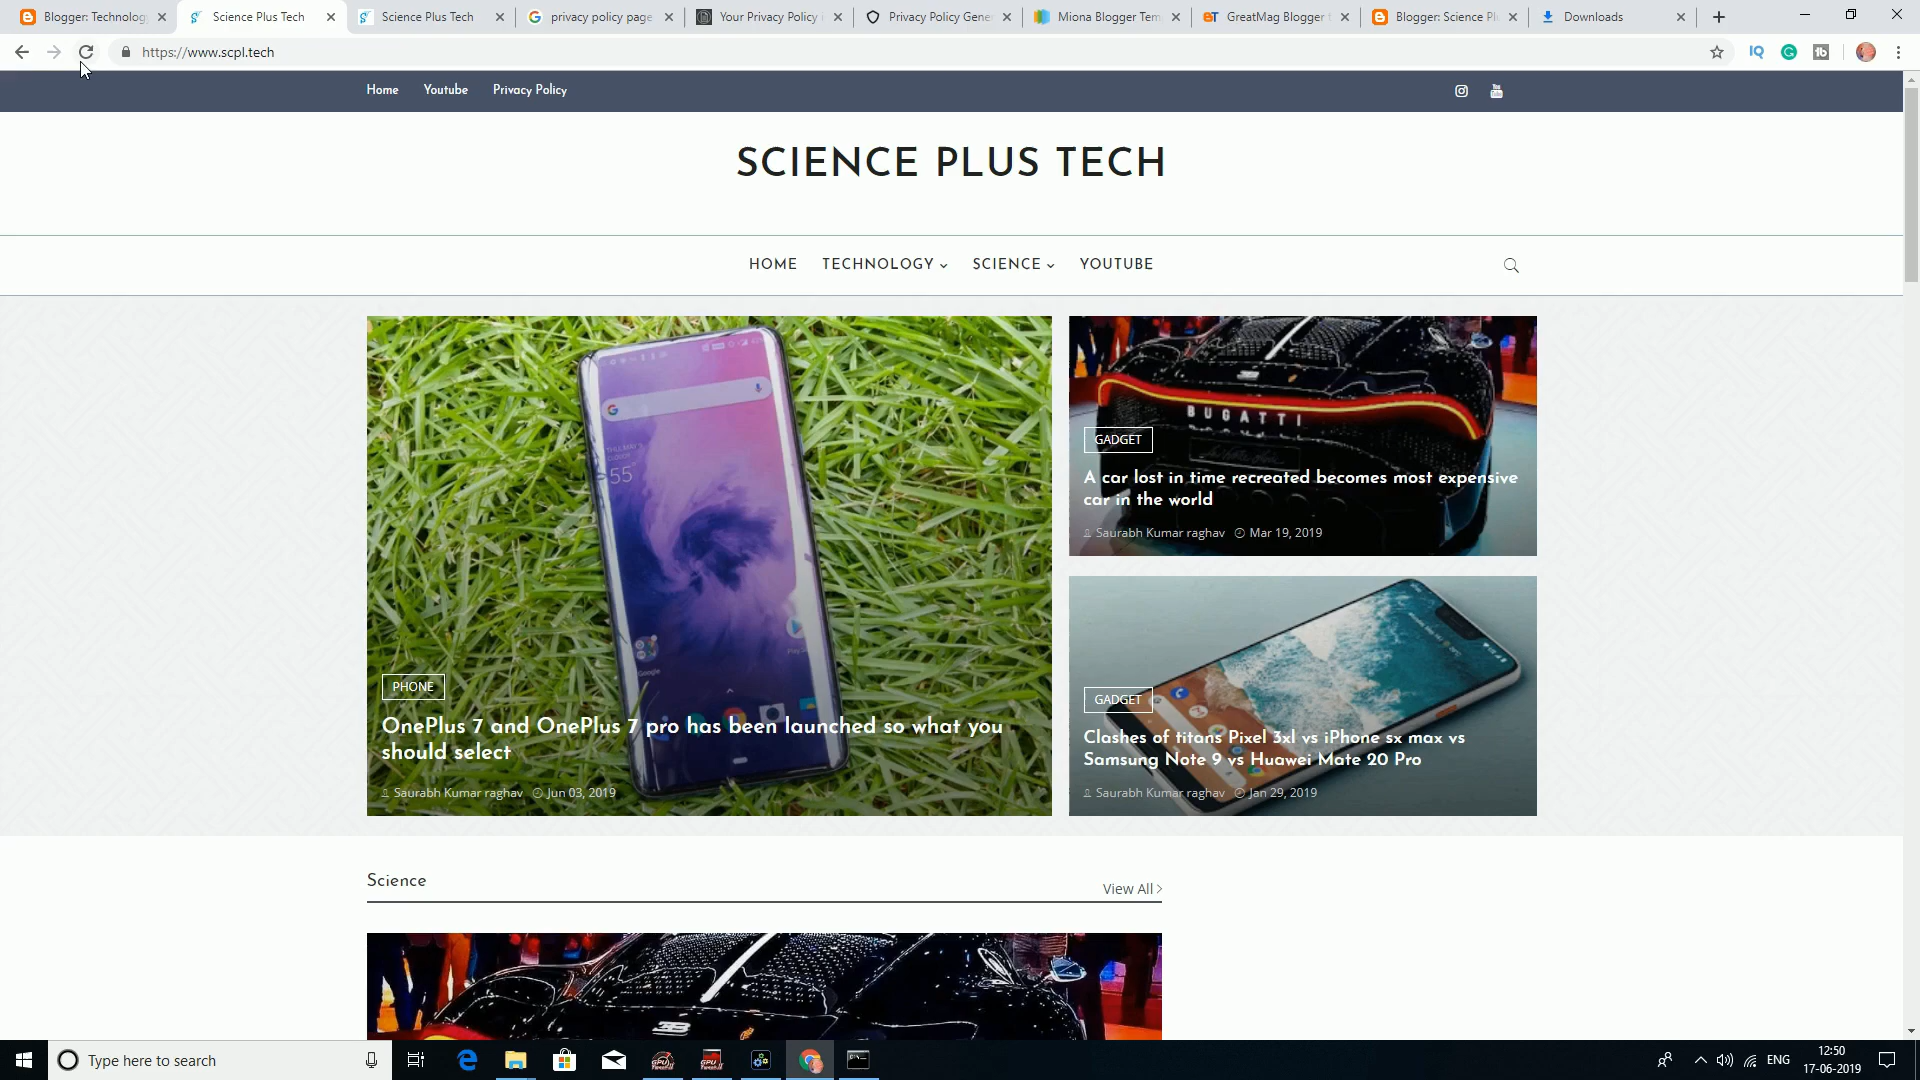 Blogger: Technology
Science Plus Tech
Science Plus Tech
privacy policy page
Your Privacy Policy
Privacy Policy Gene
Miona Blogger Tem
GreatMag Blogger
Blogger: Science Pl
Downloads
https://www.scpl.tech
IQ
tb
Home Youtube Privacy Policy
SCIENCE PLUS TECH
HOME TECHNOLOGY SCIENCE YOUTUBE
55
PHONE
OnePlus 7 and OnePlus 7 pro has been launched so what you
should select
Saurabh Kumar raghav Jun 03, 2019
BUGATTI
GADGET
A car lost in time recreated becomes most expensive
car in the world
Saurabh Kumar raghav Mar 19, 2019
GADGET
Clashes of titans Pixel 3xl vs iPhone sx max vs
Samsung Note 9 vs Huawei Mate 20 Pro
Saurabh Kumar raghav Jan 29, 2019
Science
View All
Type here to search
ENG
12:50
17-06-2019